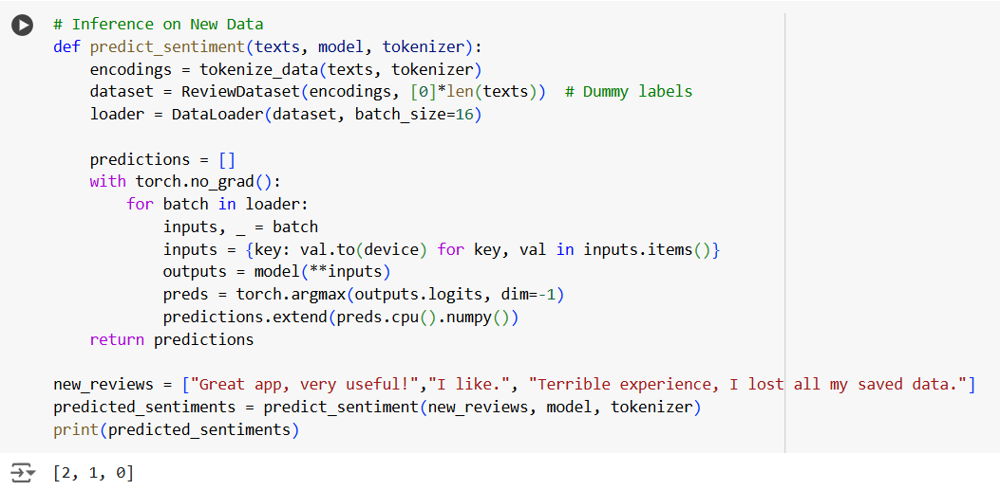 # Inference on New Data
def predict_sentiment(texts, model, tokenizer):
    encodings = tokenize_data(texts, tokenizer)
    dataset = ReviewDataset(encodings, [0]*len(texts))  # Dummy labels
    loader = DataLoader(dataset, batch_size=16)

    predictions = []
    with torch.no_grad():
        for batch in loader:
            inputs, _ = batch
            inputs = {key: val.to(device) for key, val in inputs.items()}
            outputs = model(**inputs)
            preds = torch.argmax(outputs.logits, dim=-1)
            predictions.extend(preds.cpu().numpy())
    return predictions

new_reviews = ["Great app, very useful!","I like.", "Terrible experience, I lost all my saved data."]
predicted_sentiments = predict_sentiment(new_reviews, model, tokenizer)
print(predicted_sentiments)
[2, 1, 0]